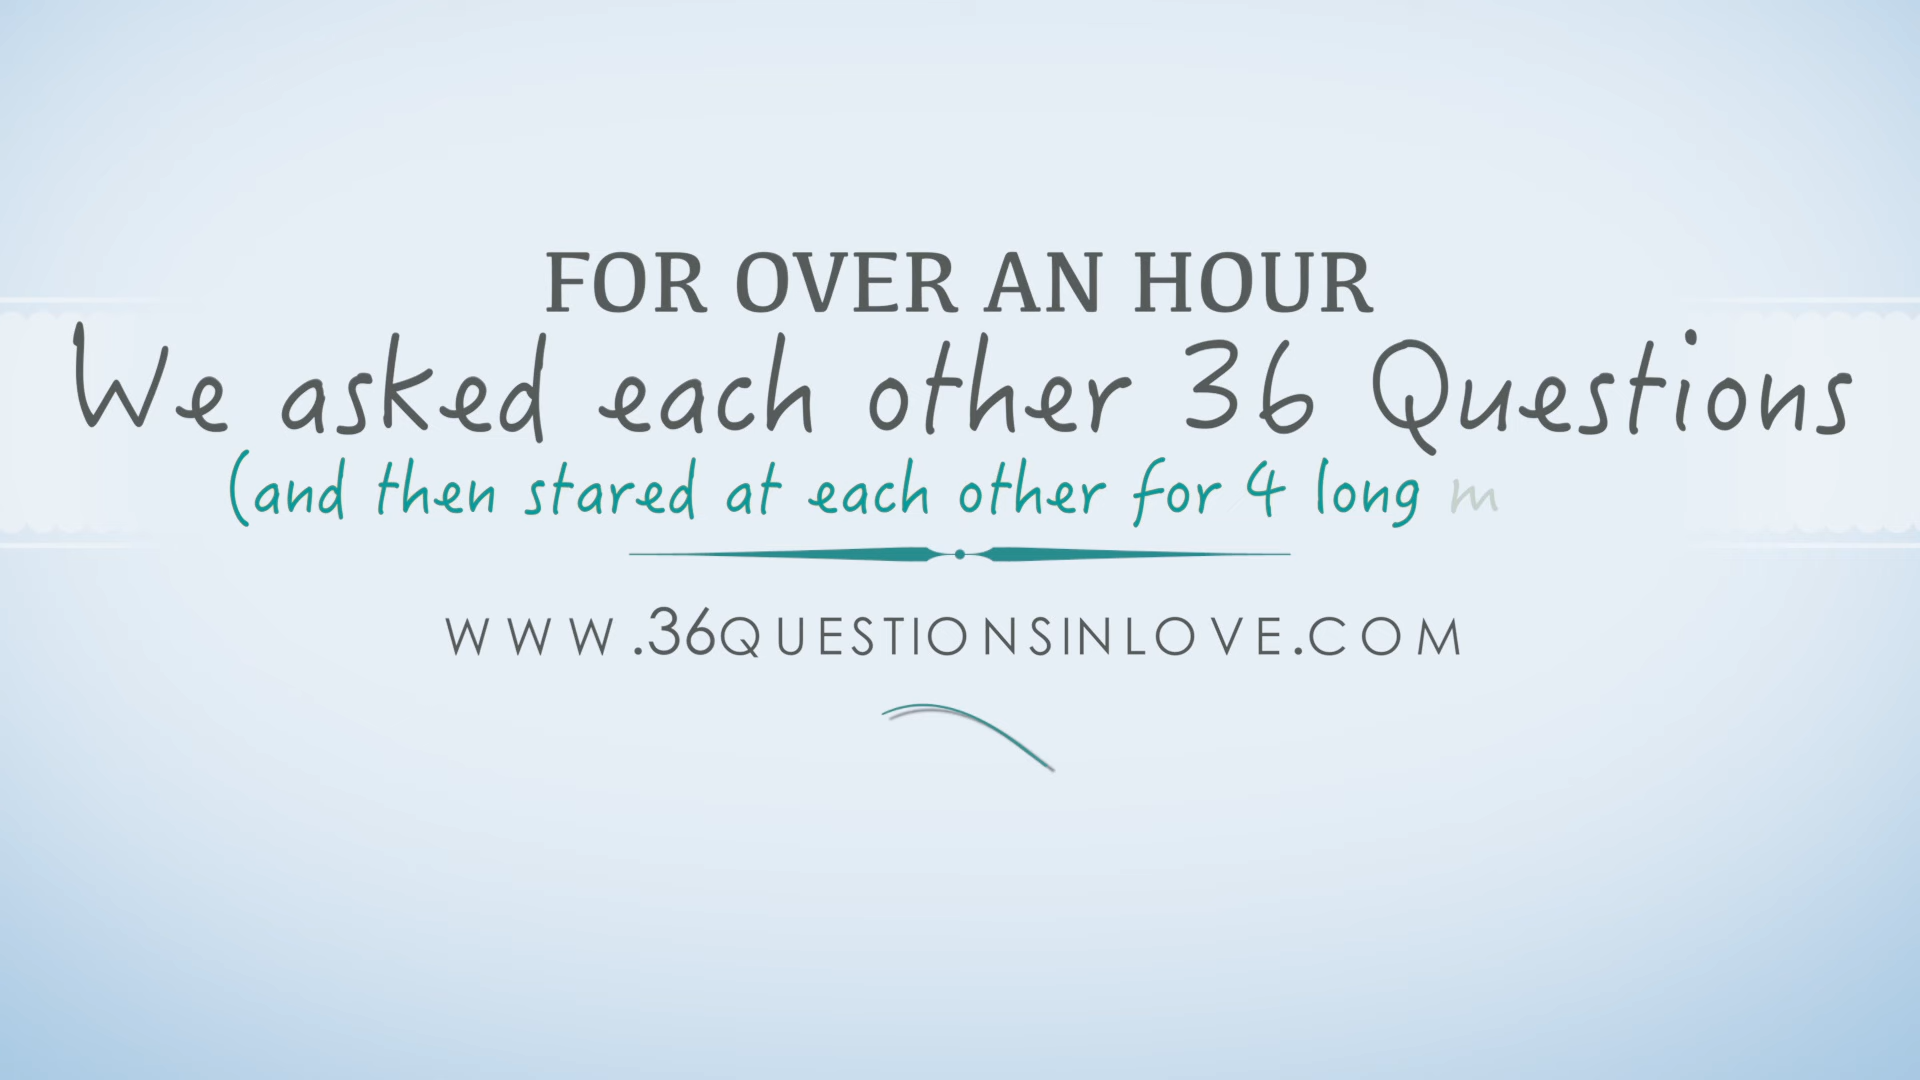 FOR OVER AN HOUR
We asked each other 36 Questions
(and then stared at each other for 4 long m
WWW.36QUESTIONSINLOVE.COM